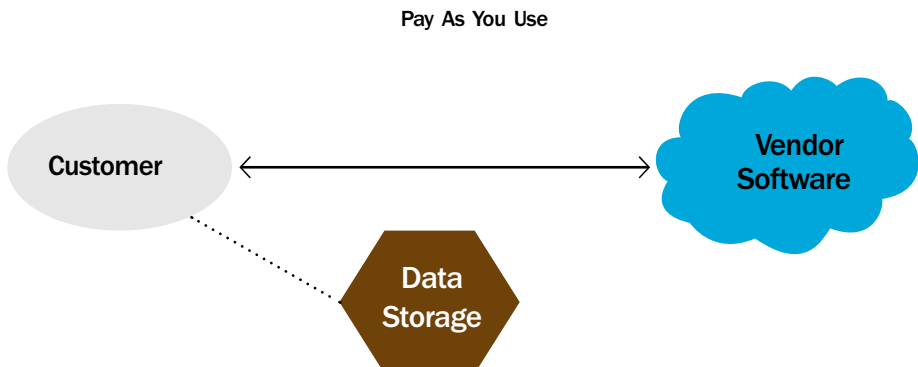 Pay As You Use
Customer
Vendor
Software
Data
Storage